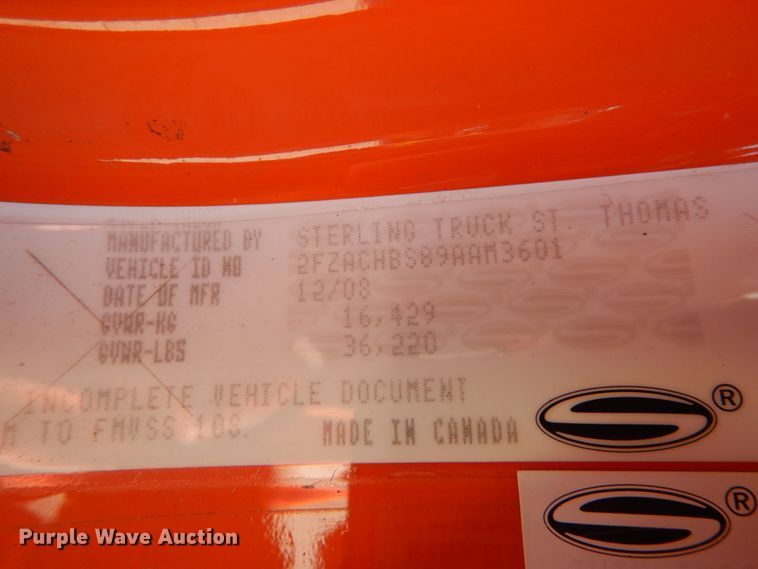 MANUFACTURED BY STERLING TRUCK ST. THOMAS
VEHICLE ID NO 2FZACHBS89AAM3601
DATE OF MFR 12/08
GVWR-KG 16,429
GVWR-LBS 36,220
INCOMPLETE VEHICLE DOCUMENT
M TO FMVSS 108. MADE IN CANADA
S ®
S ®
Purple Wave Auction